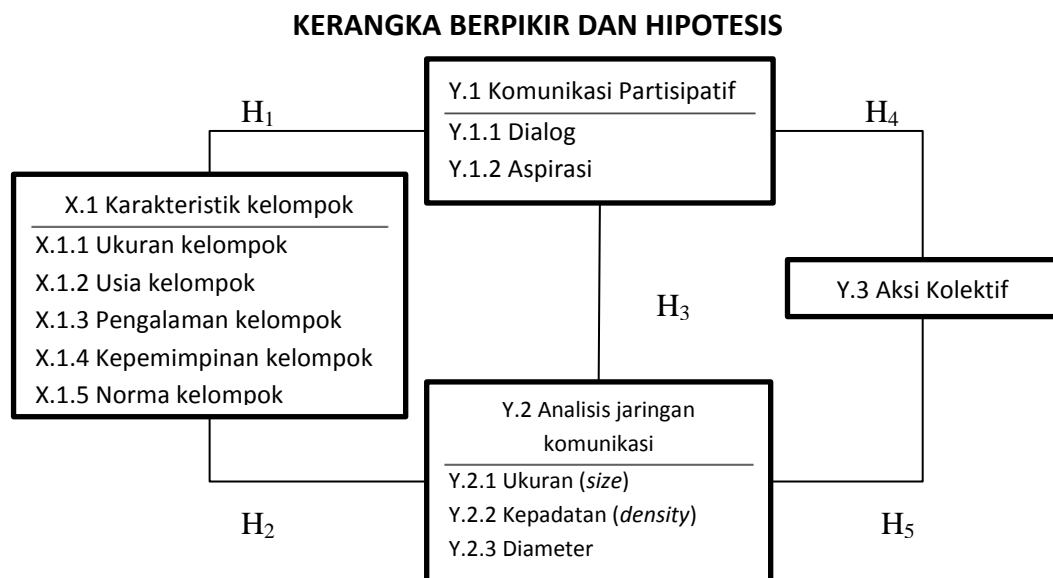 KERANGKA BERPIKIR DAN HIPOTESIS
H₁
Y.1 Komunikasi Partisipatif
Y.1.1 Dialog
Y.1.2 Aspirasi
H₄
X.1 Karakteristik kelompok
X.1.1 Ukuran kelompok
X.1.2 Usia kelompok
X.1.3 Pengalaman kelompok
X.1.4 Kepemimpinan kelompok
X.1.5 Norma kelompok
H₃
Y.3 Aksi Kolektif
H₂
Y.2 Analisis jaringan
komunikasi
Y.2.1 Ukuran (size)
Y.2.2 Kepadatan (density)
Y.2.3 Diameter
H₅